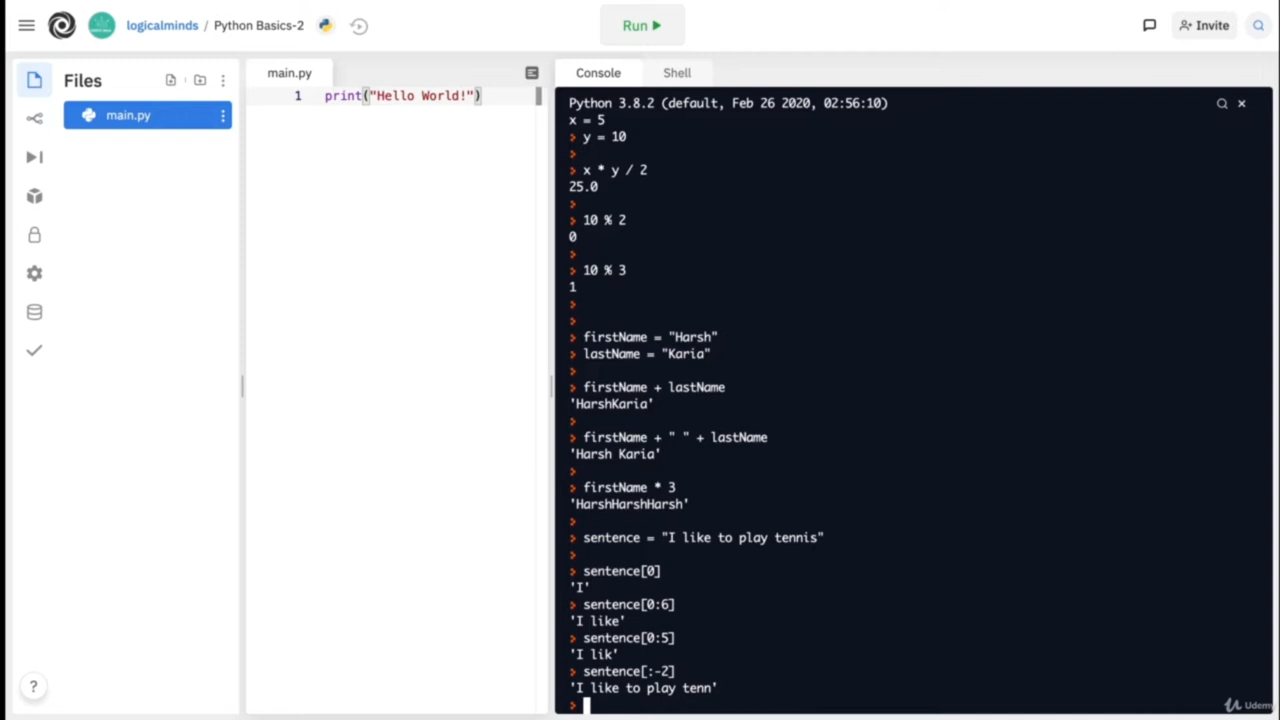 logicalminds / Python Basics-2
Run
Invite
Files
main.py
main.py
1 print("Hello World!")
Console
Shell
Python 3.8.2 (default, Feb 26 2020, 02:56:10)
x = 5
> y = 10
>
> x * y / 2
25.0
>
> 10 % 2
0
>
> 10 % 3
1
>
>
> firstName = "Harsh"
> lastName = "Karia"
>
> firstName + lastName
'HarshKaria'
>
> firstName + " " + lastName
'Harsh Karia'
>
> firstName * 3
'HarshHarshHarsh'
>
> sentence = "I like to play tennis"
>
> sentence[0]
'I'
> sentence[0:6]
'I like'
> sentence[0:5]
'I lik'
> sentence[:-2]
'I like to play tenn'
>
?
Udemy